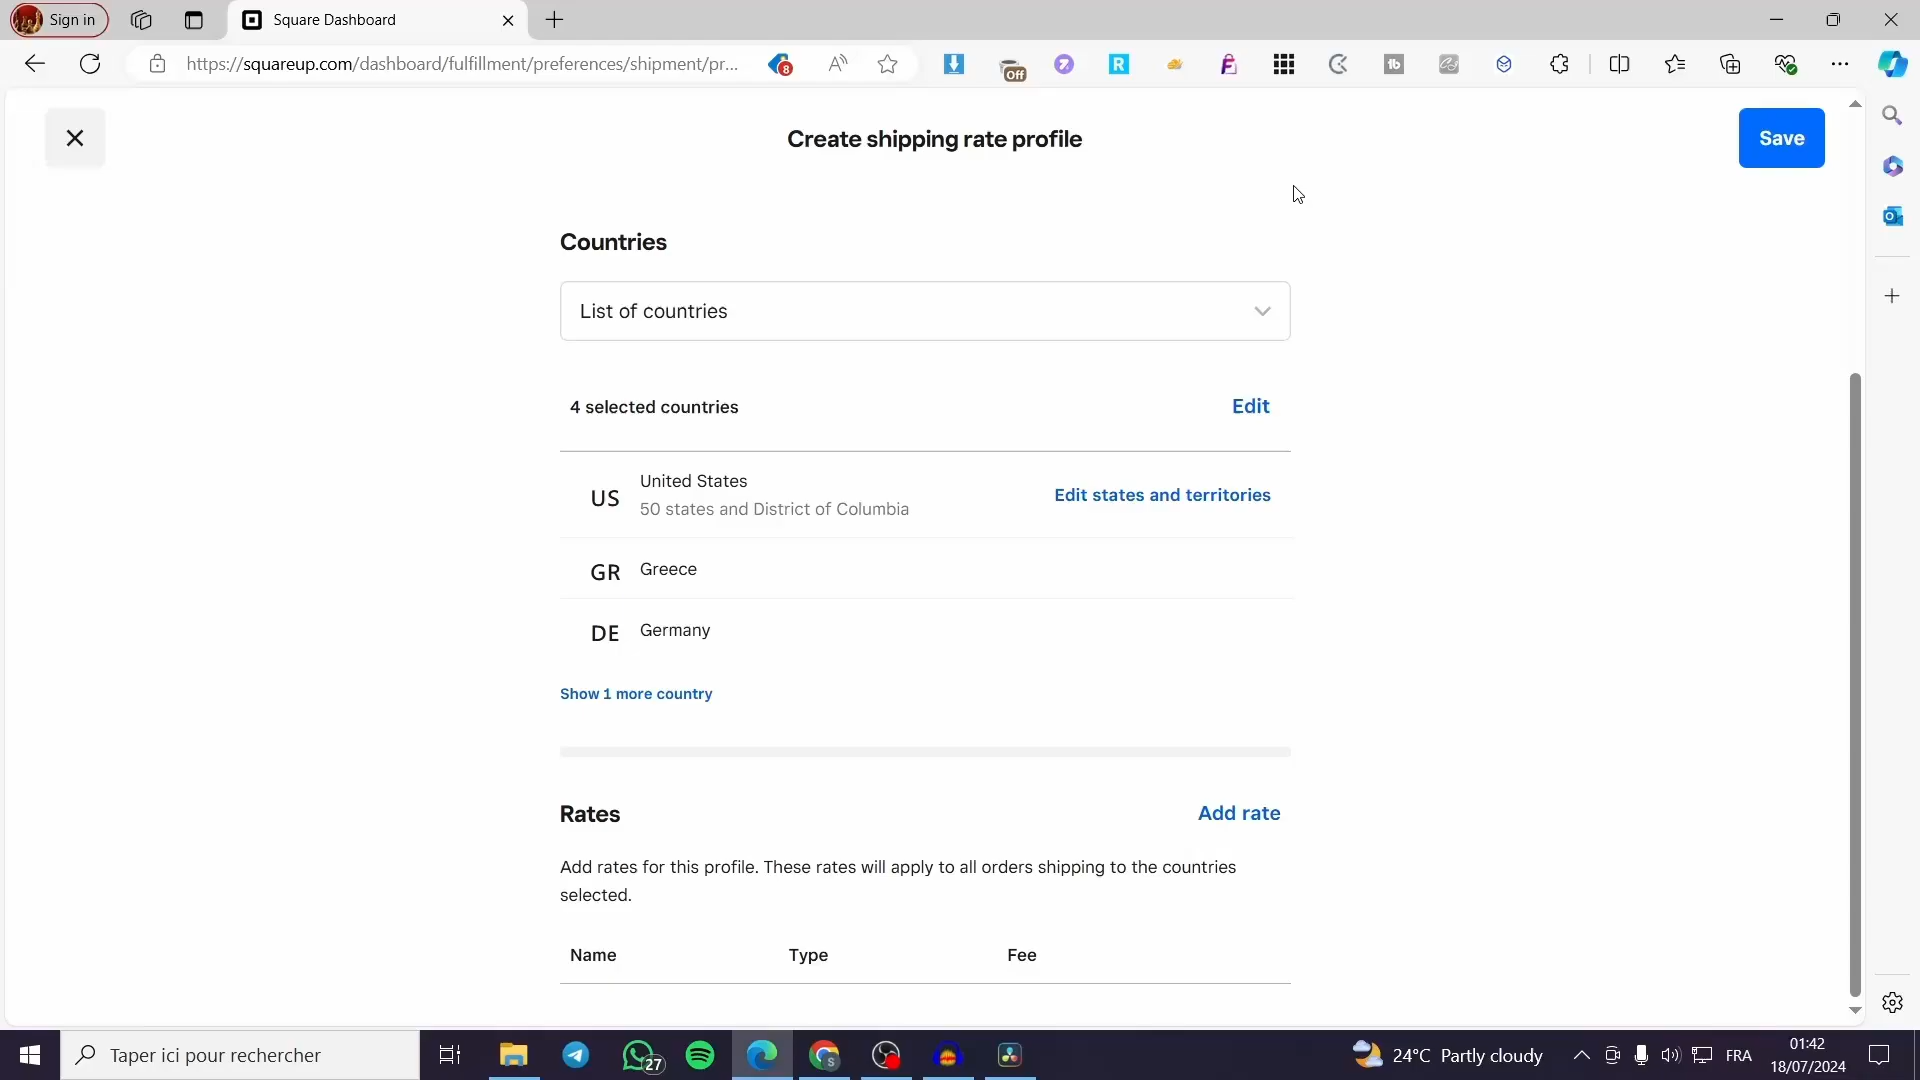 Sign in
Square Dashboard
https://squareup.com/dashboard/fulfillment/preferences/shipment/pr...
8
Off
Create shipping rate profile
Save
Countries
List of countries
4 selected countries
Edit
US
United States
50 states and District of Columbia
Edit states and territories
GR Greece
DE Germany
Show 1 more country
Rates
Add rate
Add rates for this profile. These rates will apply to all orders shipping to the countries
selected.
Name Type Fee
Taper ici pour rechercher
27
24°C Partly cloudy
FRA
01:42
18/07/2024